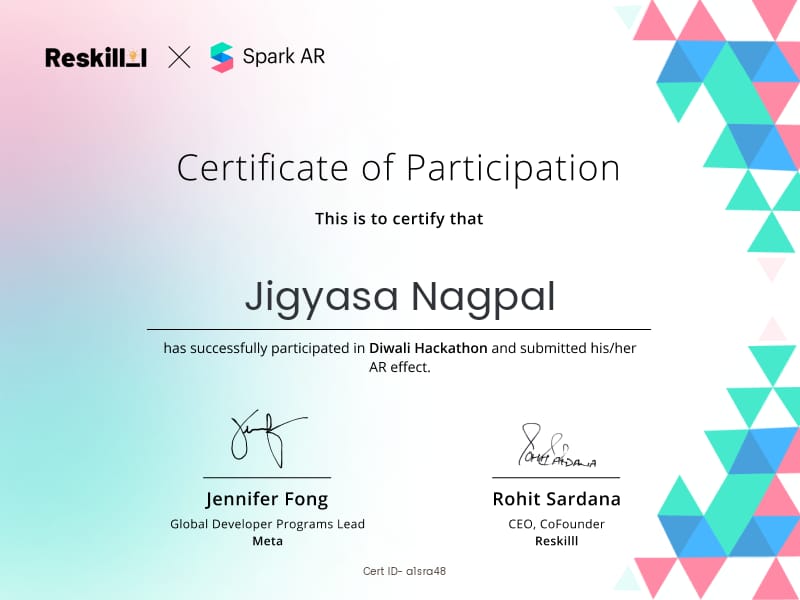 Reskilll X Spark AR
Certificate of Participation
This is to certify that
Jigyasa Nagpal
has successfully participated in Diwali Hackathon and submitted his/her
AR effect.
Jennifer Fong
Global Developer Programs Lead
Meta
Rohit Sardana
CEO, CoFounder
Reskilll
Cert ID- a1sra48